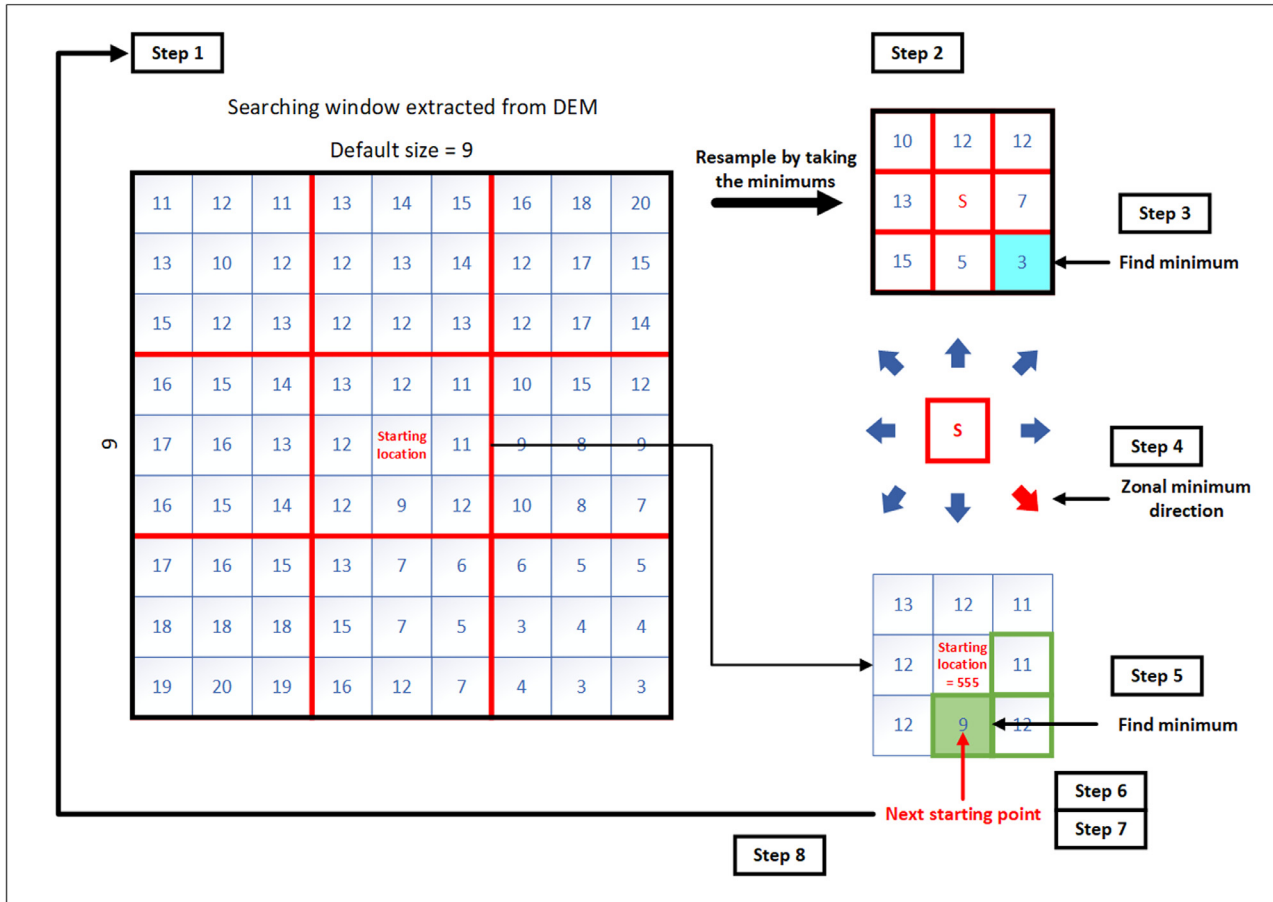 Step 1
Step 2
Searching window extracted from DEM
Default size = 9
Resample by taking
the minimums
10 12 12
13 S 7
15 5 3
Step 3
Find minimum
11 12 11 13 14 15 16 18 20
13 10 12 12 13 14 12 17 15
15 12 13 12 12 13 12 17 14
16 15 14 13 12 11 10 15 12
9
17 16 13 12 Starting location 11 9 8 9
16 15 14 12 9 12 10 8 7
17 16 15 13 7 6 6 5 5
18 18 18 15 7 5 3 4 4
19 20 19 16 12 7 4 3 3
S
Step 4
Zonal minimum
direction
13 12 11
12 Starting location = 555 11
12 9 12
Step 5
Find minimum
Next starting point
Step 6
Step 7
Step 8